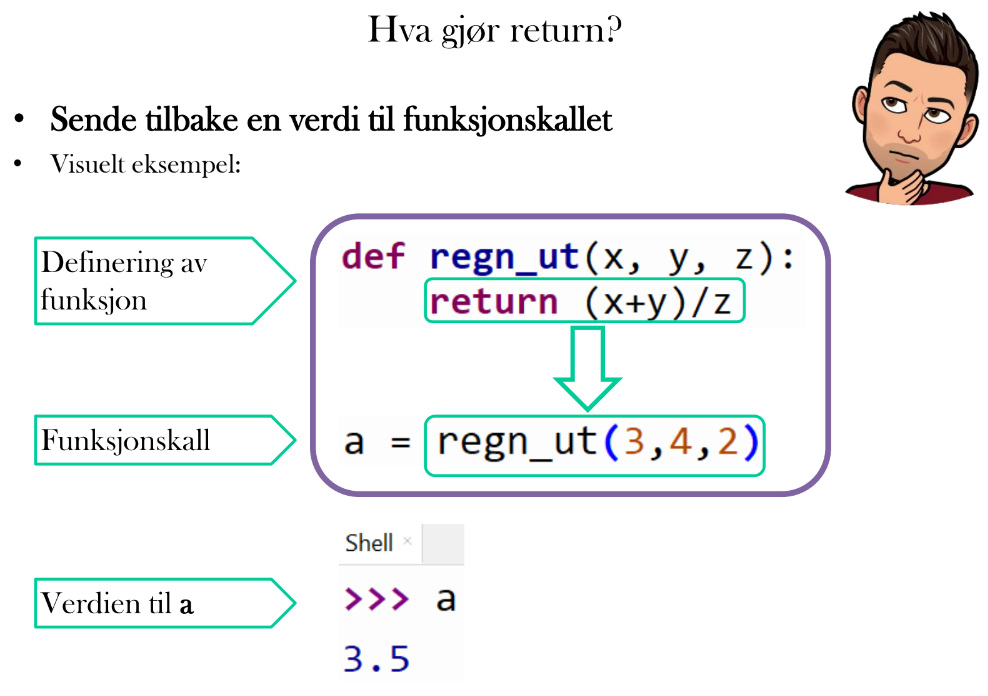 Hva gjør return?
• Sende tilbake en verdi til funksjonskallet
• Visuelt eksempel:
Definering av
funksjon
def regn_ut(x, y, z):
return (x+y)/z
Funksjonskall
a = regn_ut(3,4,2)
Shell ×
Verdien til a
>>> a
3.5